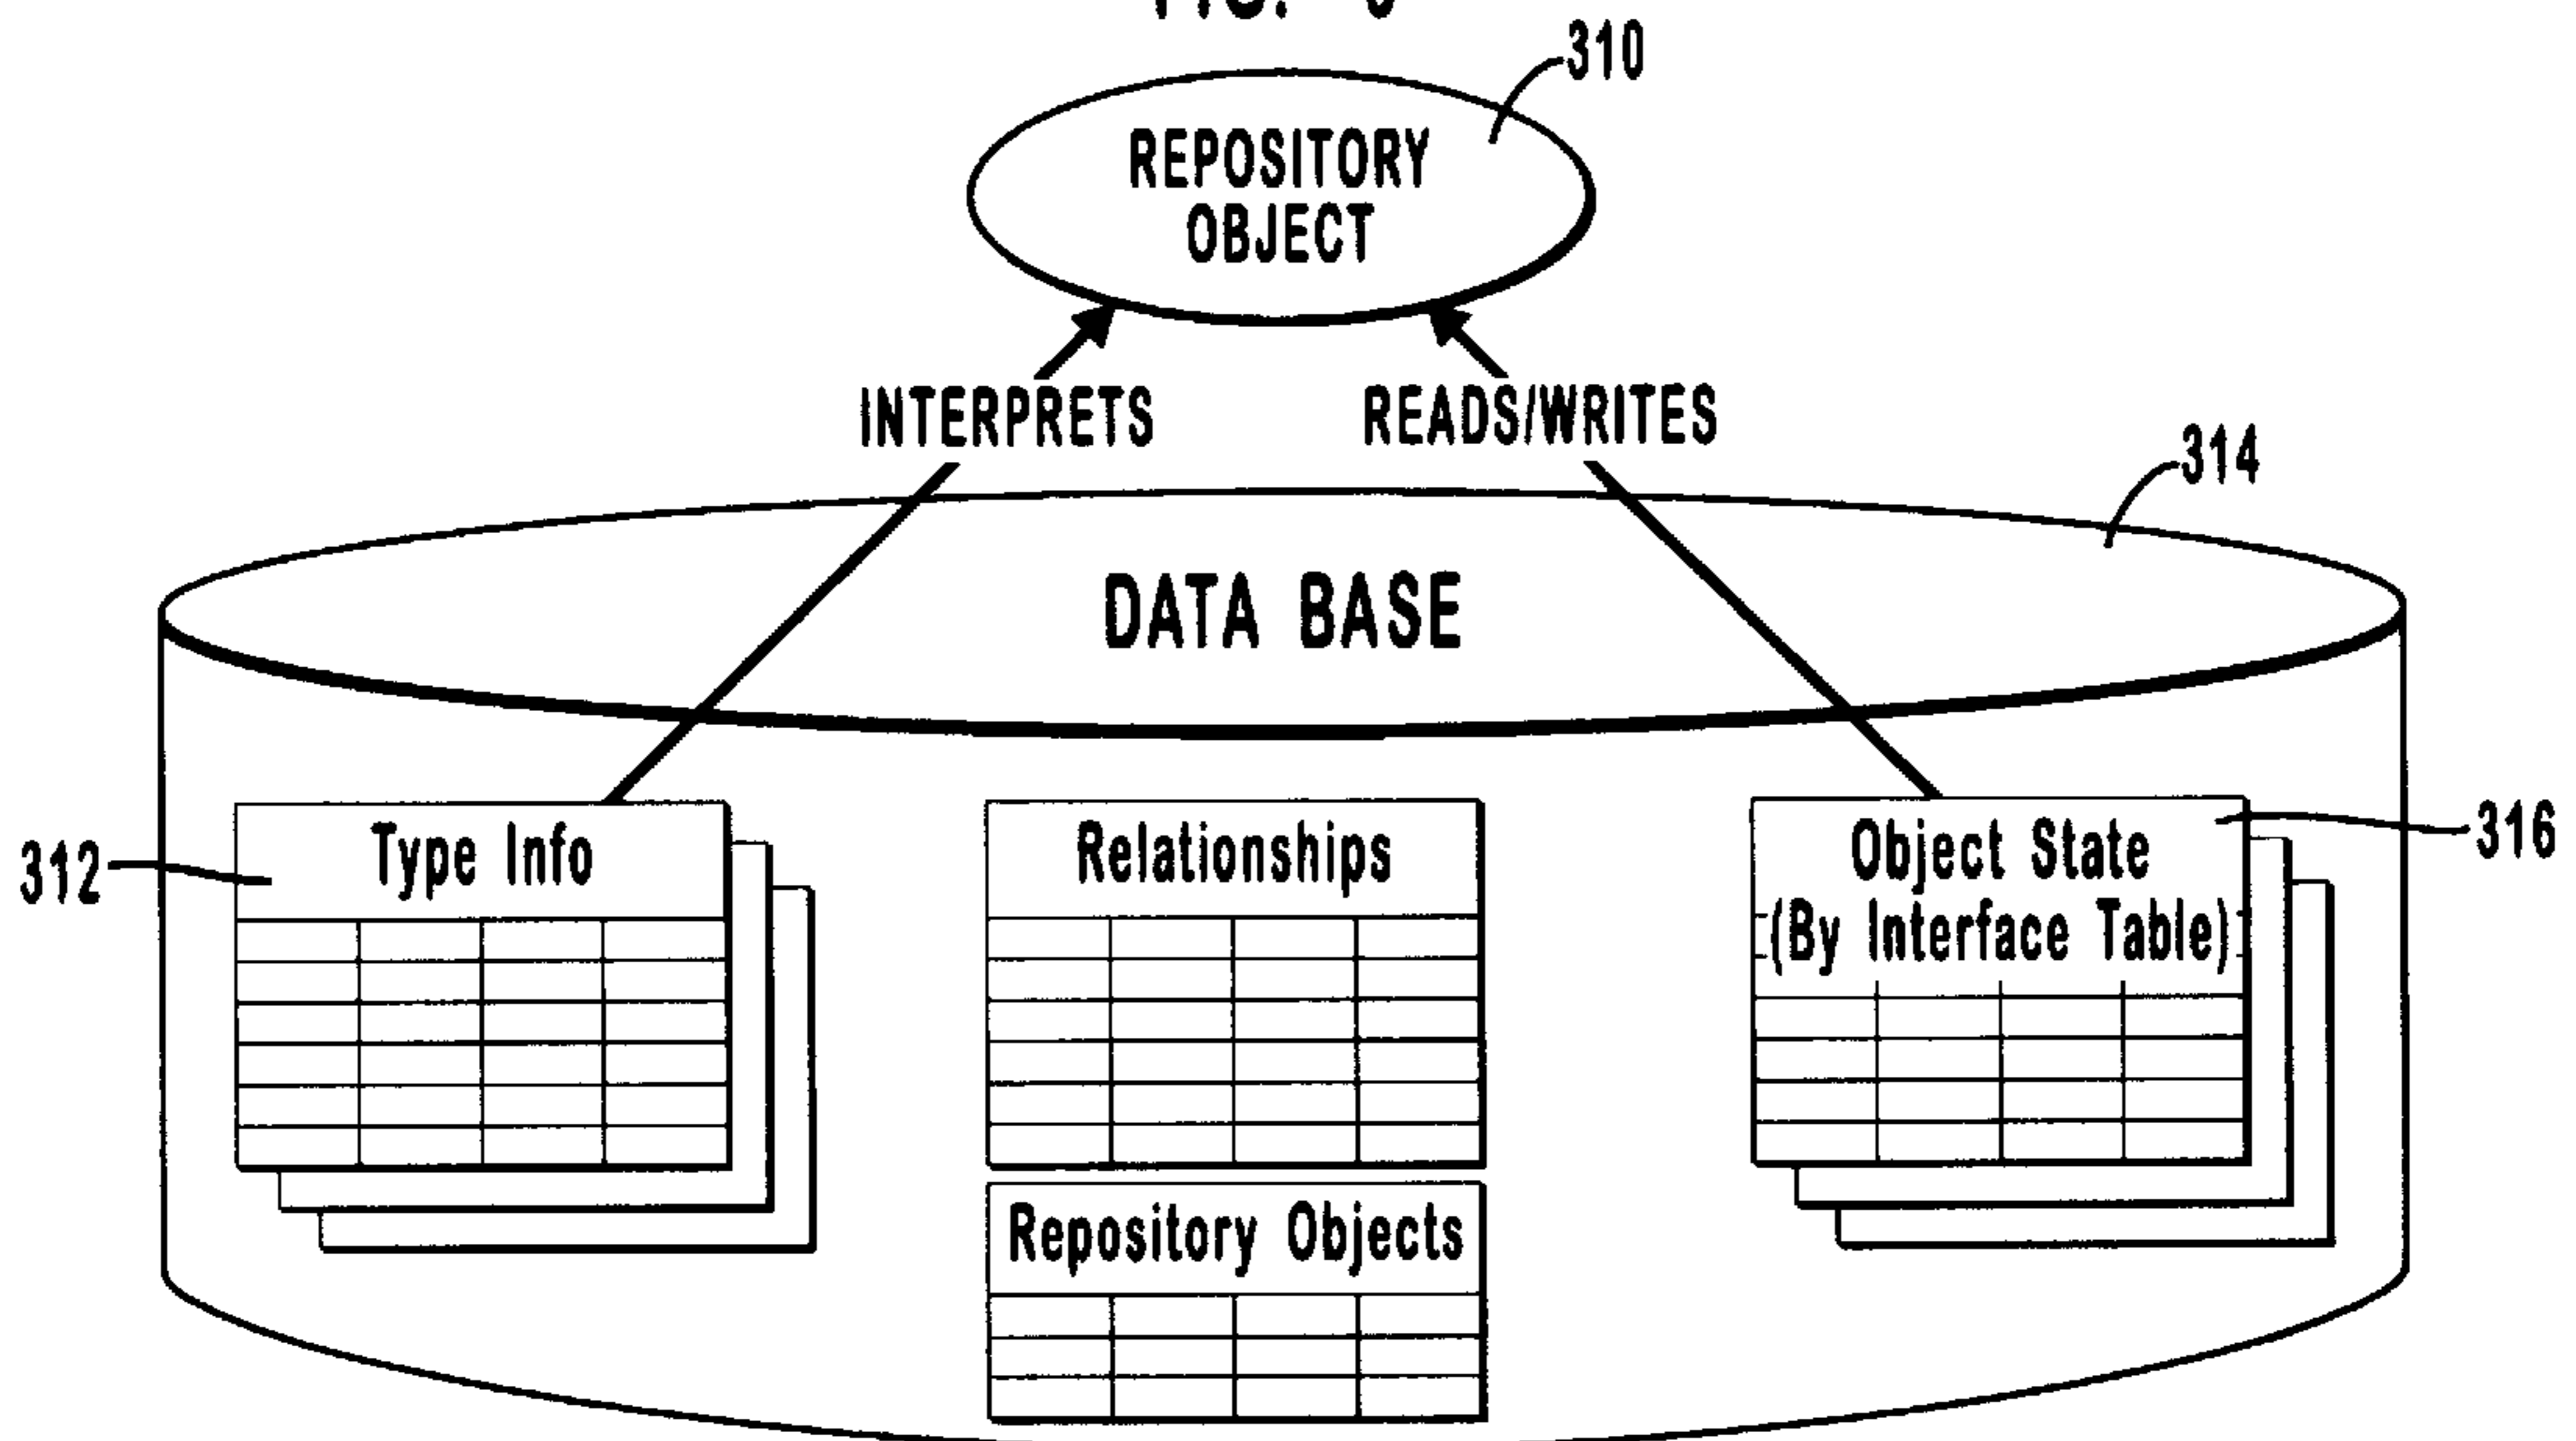 310
REPOSITORY
OBJECT
INTERPRETS
READS/WRITES
314
DATA BASE
312
Type Info
Relationships
Object State
(By Interface Table)
316
Repository Objects